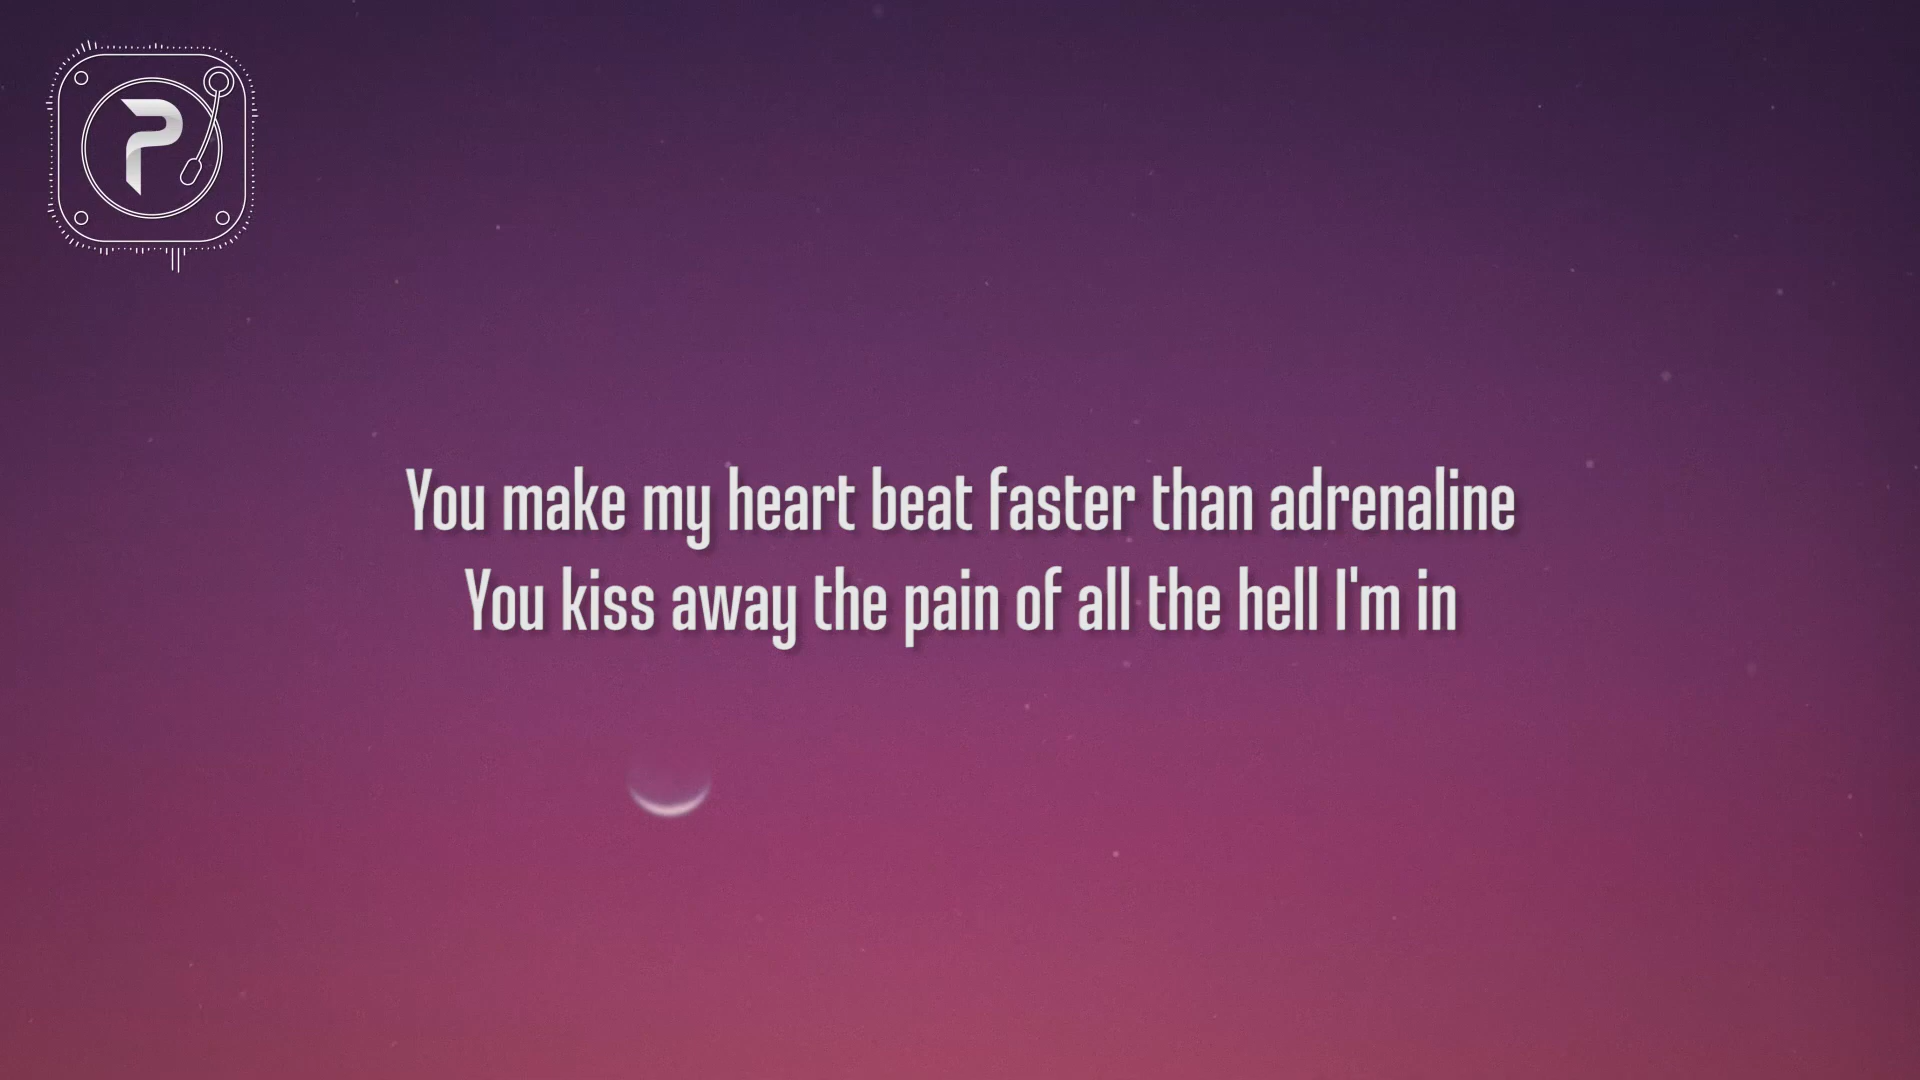 P
You make my heart beat faster than adrenaline
You kiss away the pain of all the hell I'm in